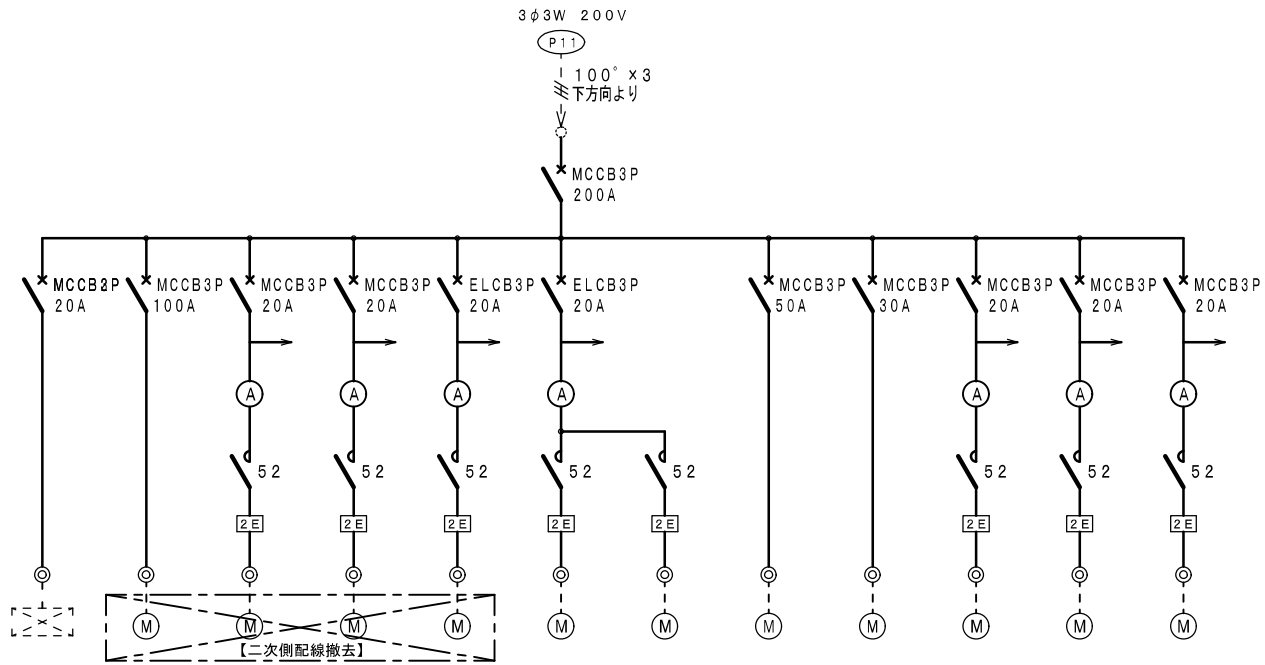 3φ3W 200V
P11
100°×3
下方向より
MCCB3P
200A
20A
MCCB3P
100A
MCCB3P
20A
MCCB3P
20A
ELCB3P
20A
ELCB3P
20A
MCCB3P
50A
MCCB3P
30A
MCCB3P
20A
MCCB3P
20A
MCCB3P
20A
A A A A A A A
52 52 52 52 52 52 52 52
2E 2E 2E 2E 2E 2E 2E 2E
M M M M M M M M M M M
【二次側配線撤去】